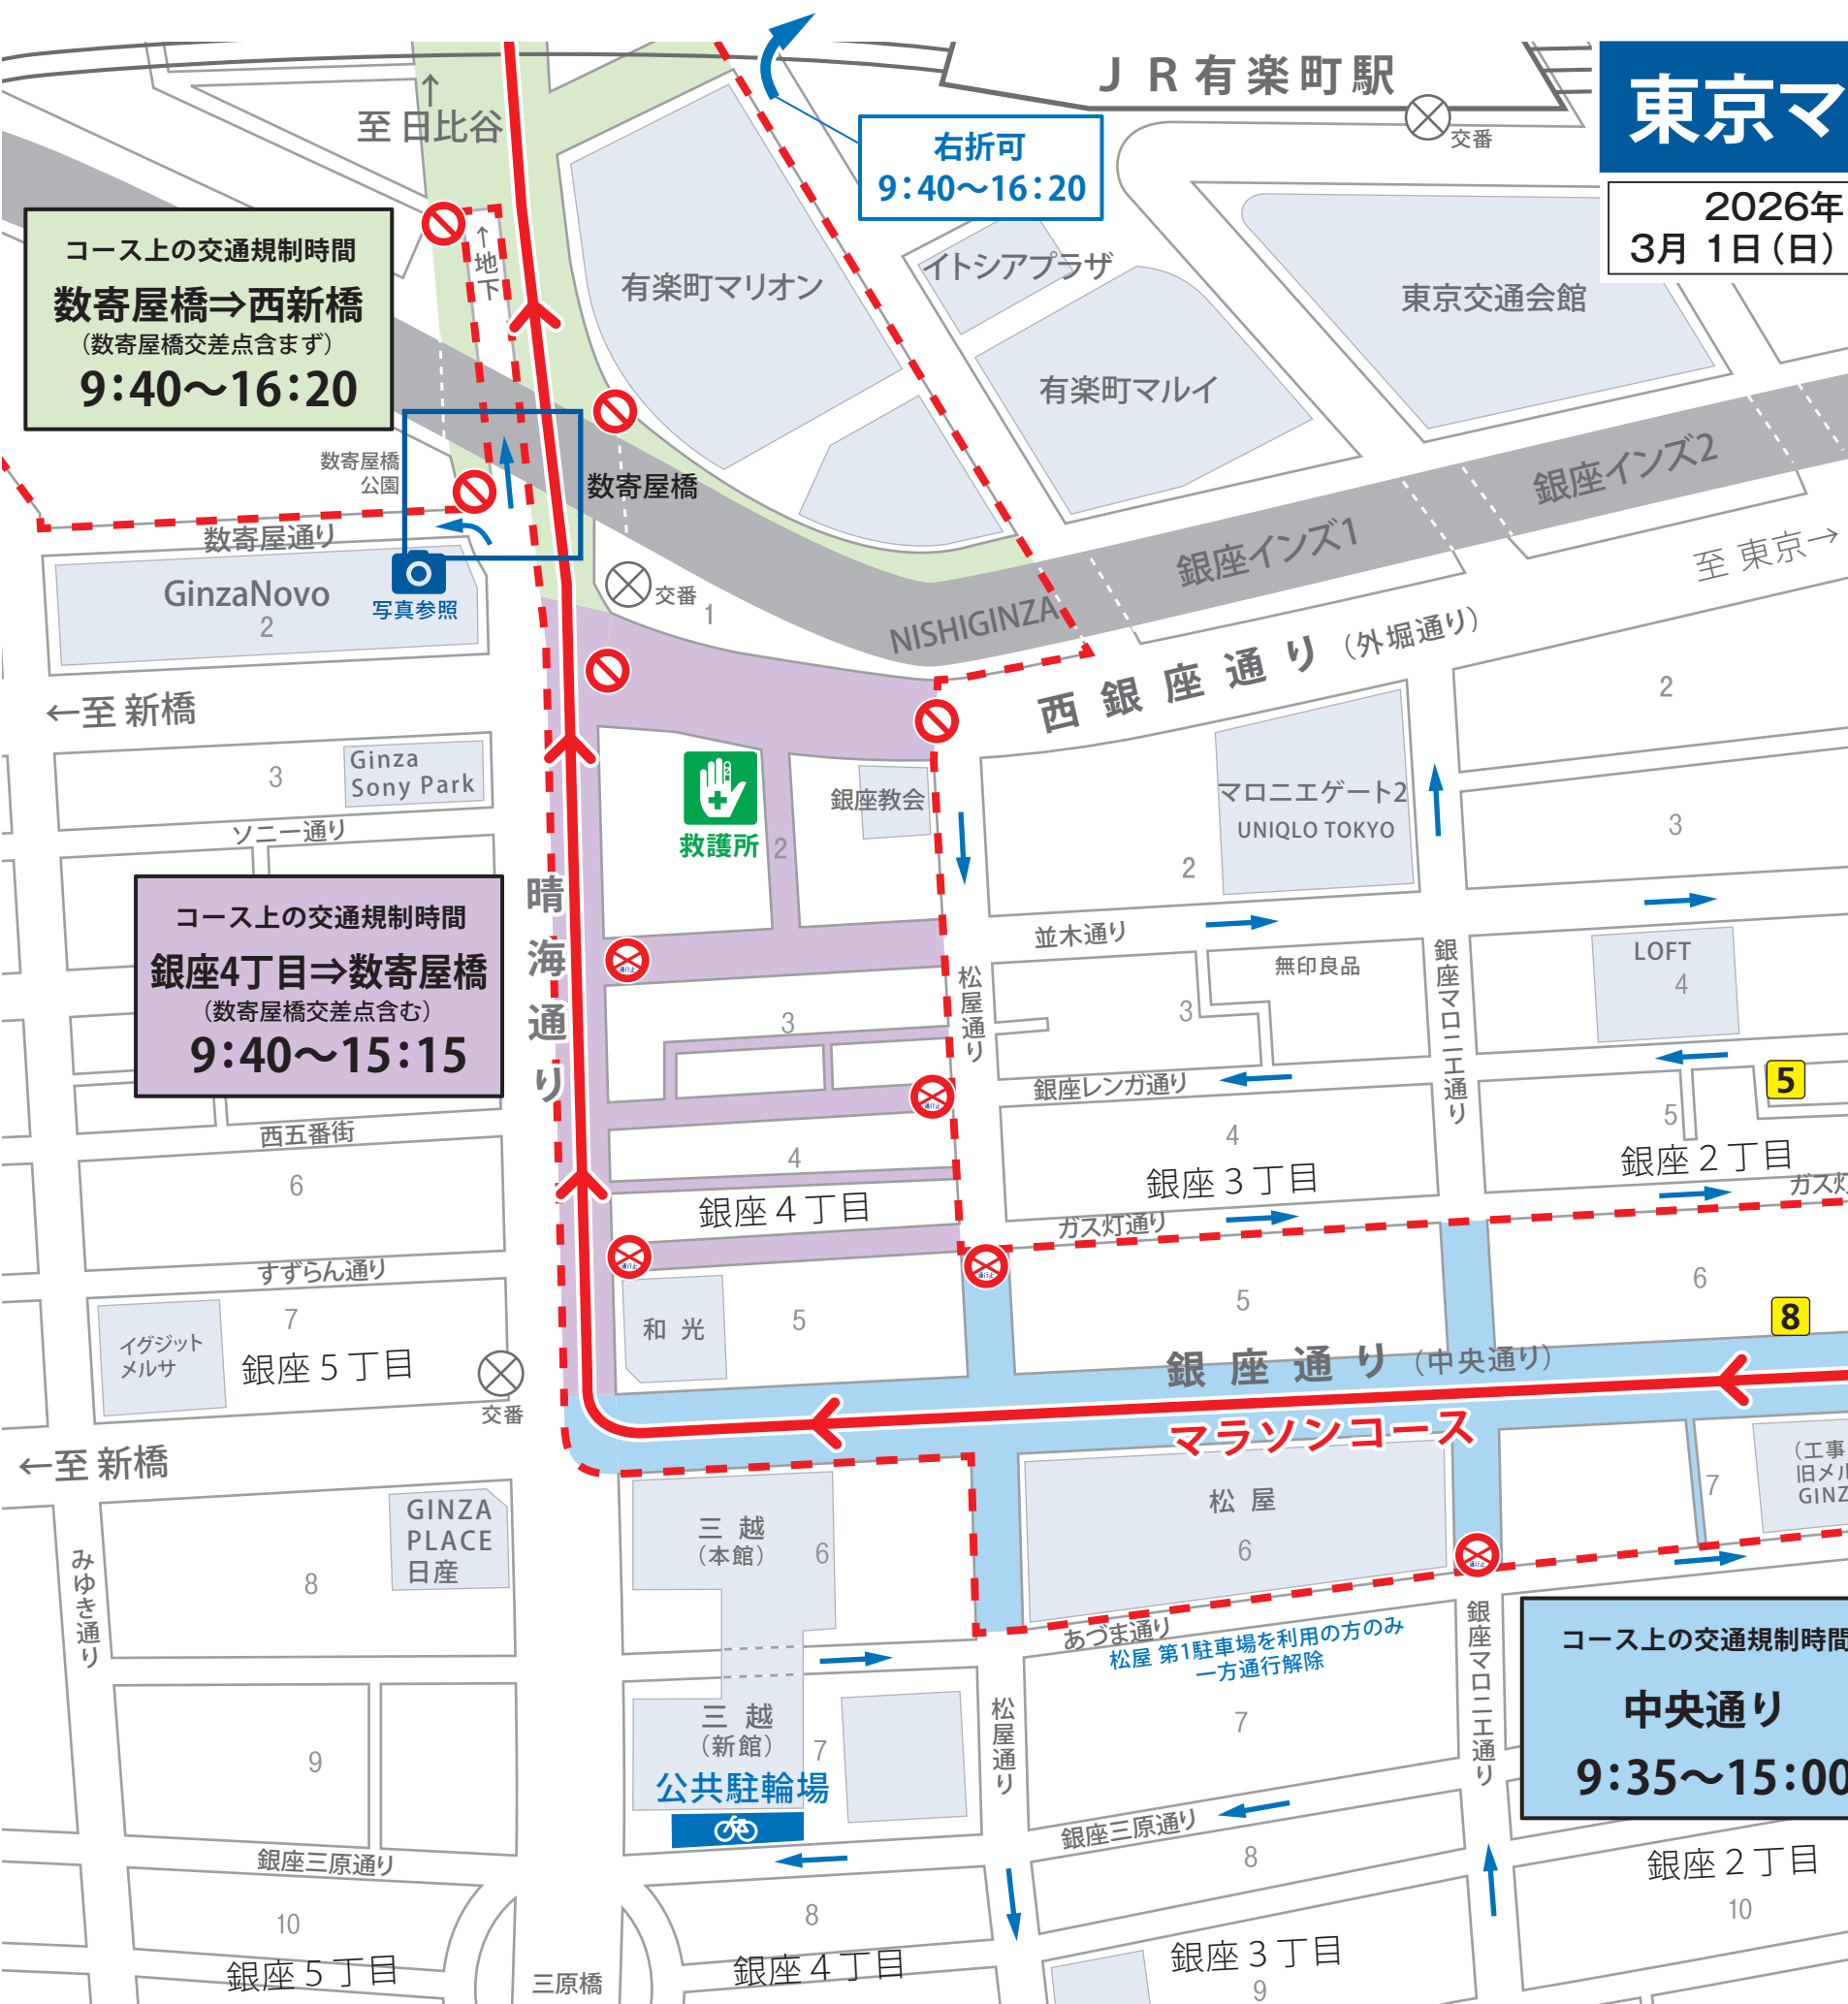 JR有楽町駅
東京マ
2026年
3月 1日（日）
↑
至 日比谷
右折可
9：40〜16：20
交番
コース上の交通規制時間
数寄屋橋⇒西新橋
（数寄屋橋交差点含まず）
9：40〜16：20
↑地下
有楽町マリオン
イトシアプラザ
東京交通会館
有楽町マルイ
数寄屋橋
公園
数寄屋橋
銀座インズ2
銀座インズ1
至 東京→
数寄屋通り
GinzaNovo
2
写真参照
交番
1
NISHIGINZA
西銀座通り（外堀通り）
←至 新橋
2
3
Ginza
Sony Park
ソニー通り
救護所
2
銀座教会
マロニエゲート2
UNIQLO TOKYO
2
3
コース上の交通規制時間
銀座4丁目⇒数寄屋橋
（数寄屋橋交差点含む）
9：40〜15：15
晴海通り
並木通り
松屋通り
無印良品
銀座マロニエ通り
LOFT
4
3
3
銀座レンガ通り
5
西五番街
4
4
5
6
銀座4丁目
銀座3丁目
銀座2丁目
ガス灯通り
ガス灯
すずらん通り
7
イグジット
メルサ
銀座5丁目
交番
和光
5
5
6
8
銀座通り（中央通り）
マラソンコース
←至 新橋
みゆき通り
GINZA
PLACE
日産
8
三越
（本館）
6
松屋
6
7
（工事
旧メル
GINZ
あづま通り
松屋 第1駐車場を利用の方のみ
一方通行解除
銀座マロニエ通り
コース上の交通規制時間
中央通り
9：35〜15：00
9
三越
（新館）
7
松屋通り
7
公共駐輪場
銀座三原通り
銀座三原通り
8
銀座2丁目
10
10
8
銀座5丁目
三原橋
銀座4丁目
銀座3丁目
9